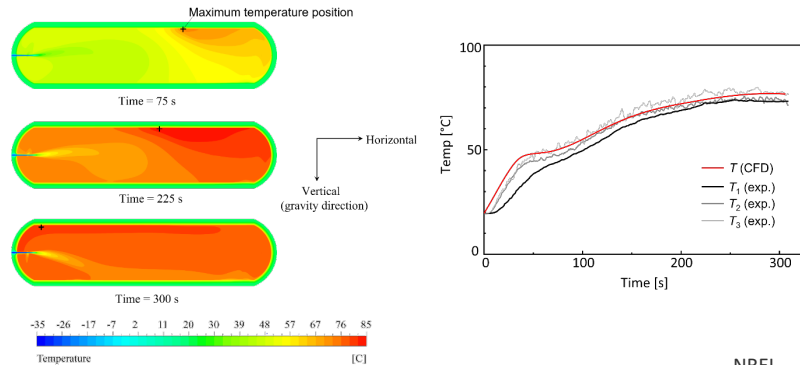 Maximum temperature position
Time = 75 s
Time = 225 s
Time = 300 s
Horizontal
Vertical
(gravity direction)
-35 -26 -17 -7 2 11 20 30 39 48 57 67 76 85
Temperature [C]
100
50
0
Temp [°C]
T (CFD)
T₁ (exp.)
T₂ (exp.)
T₃ (exp.)
0 100 200 300
Time [s]